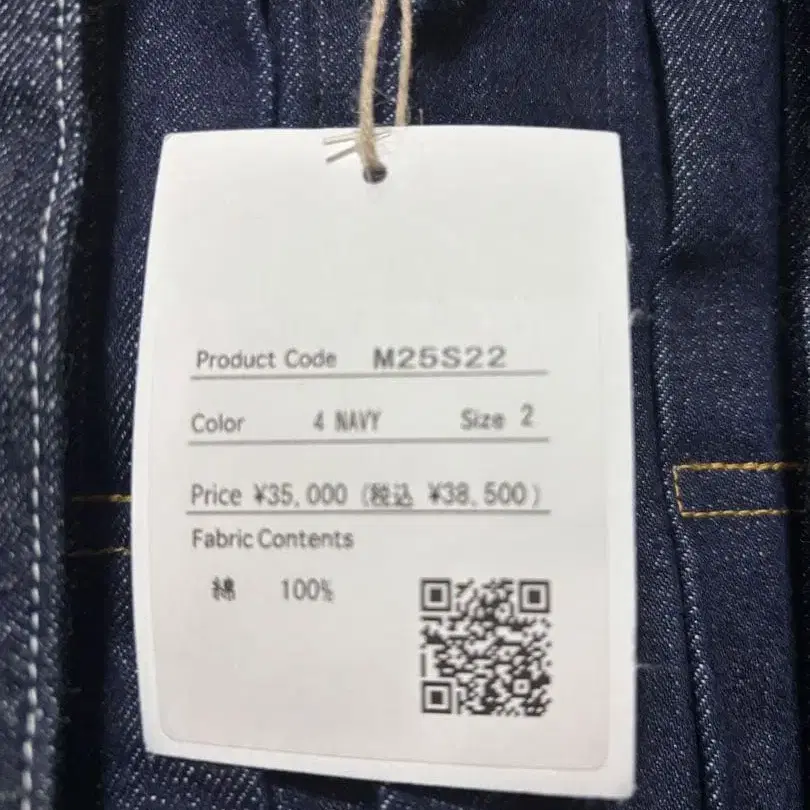 Product Code M25S22
Color 4 NAVY Size 2
Price ¥35,000 (税込 ¥38,500)
Fabric Contents
綿 100%